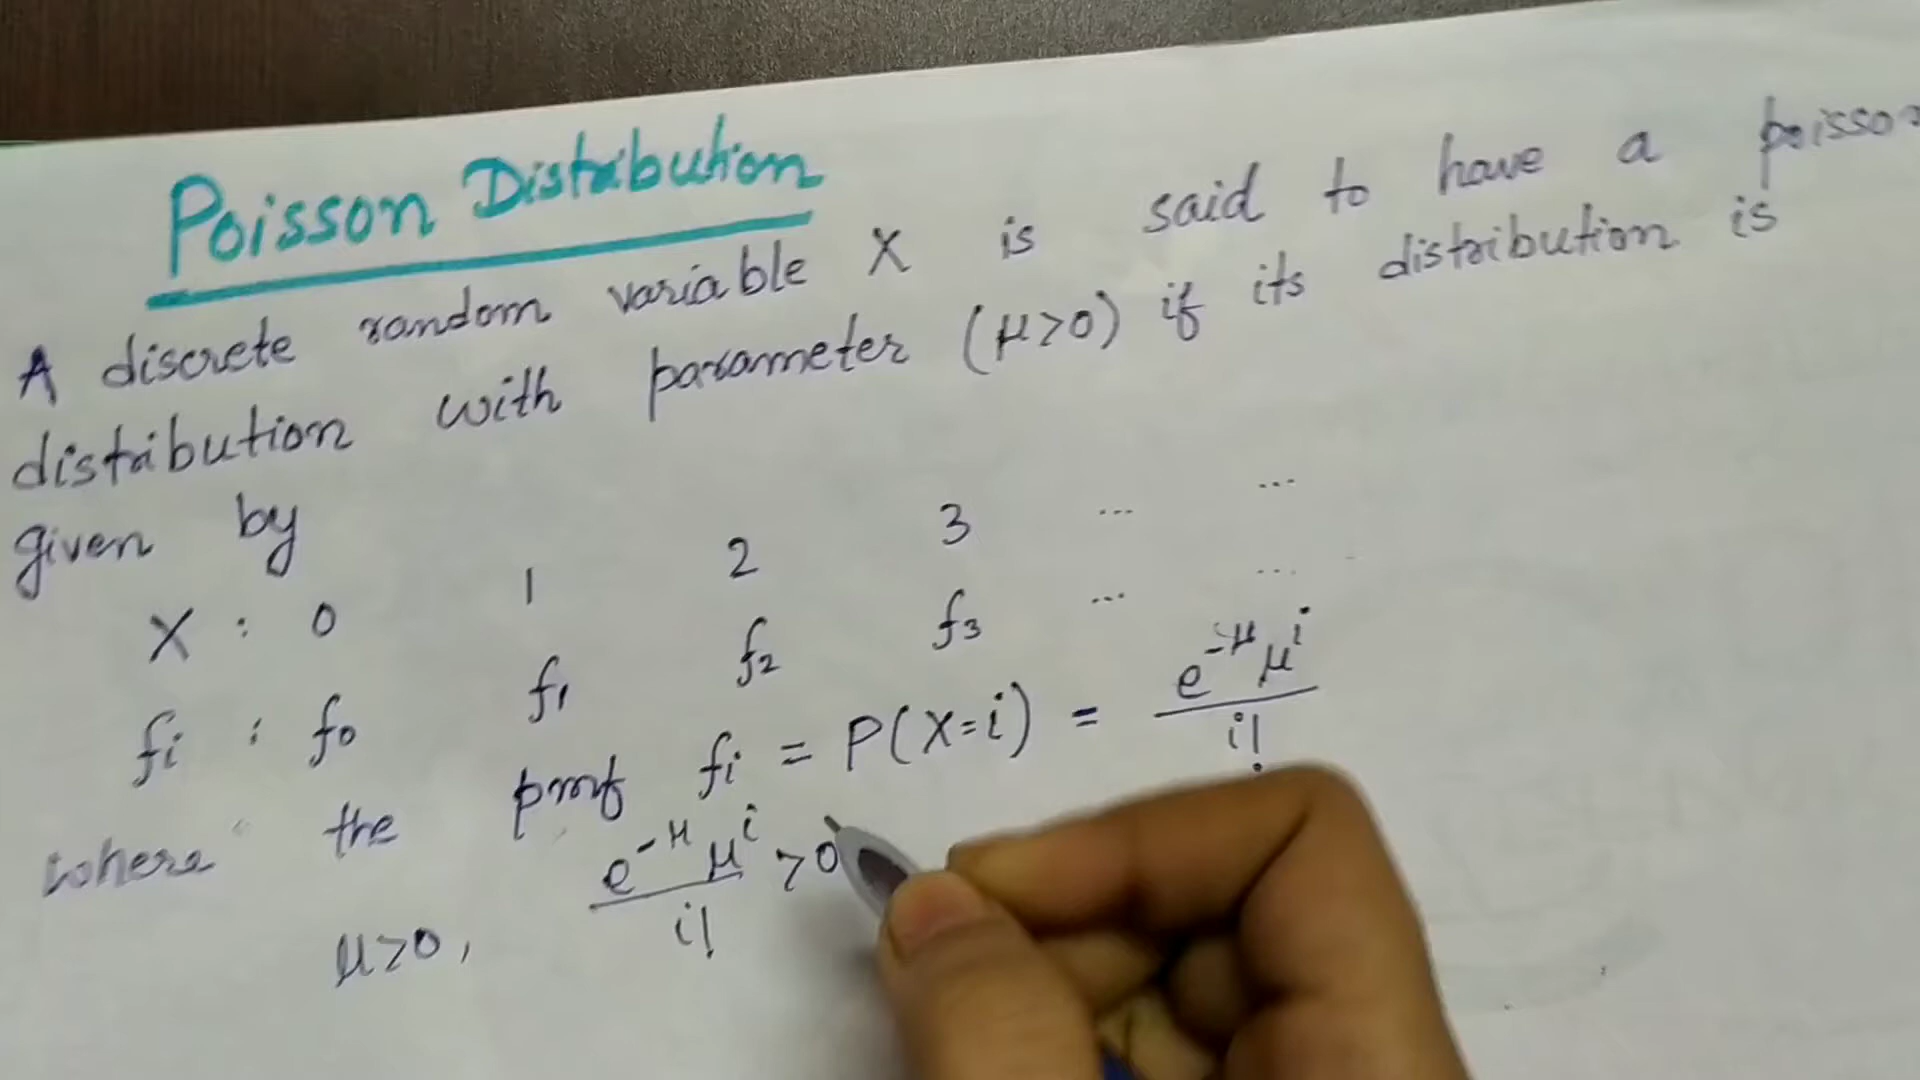 Poisson Distribution
A discrete random variable X is said to have a poisson
distribution with parameter (μ>0) if its distribution is
given by
X : 0 1 2 3 ... ...
fi : f0 f1 f2 f3 ... ...
where the pmf fi = P(X=i) = e^-μ μ^i / i!
μ>0, e^-μ μ^i / i! >0